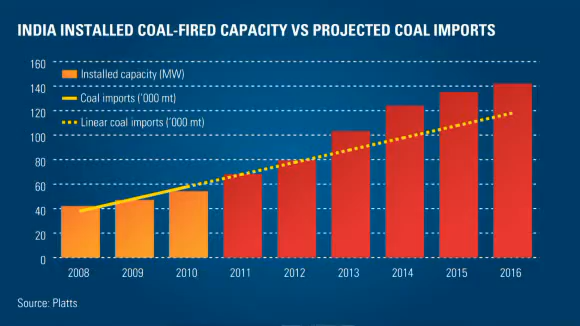 INDIA INSTALLED COAL-FIRED CAPACITY VS PROJECTED COAL IMPORTS
160
Installed capacity (MW)
140
Coal imports ('000 mt)
120
Linear coal imports ('000 mt)
100
80
60
40
20
0
2008 2009 2010 2011 2012 2013 2014 2015 2016
Source: Platts